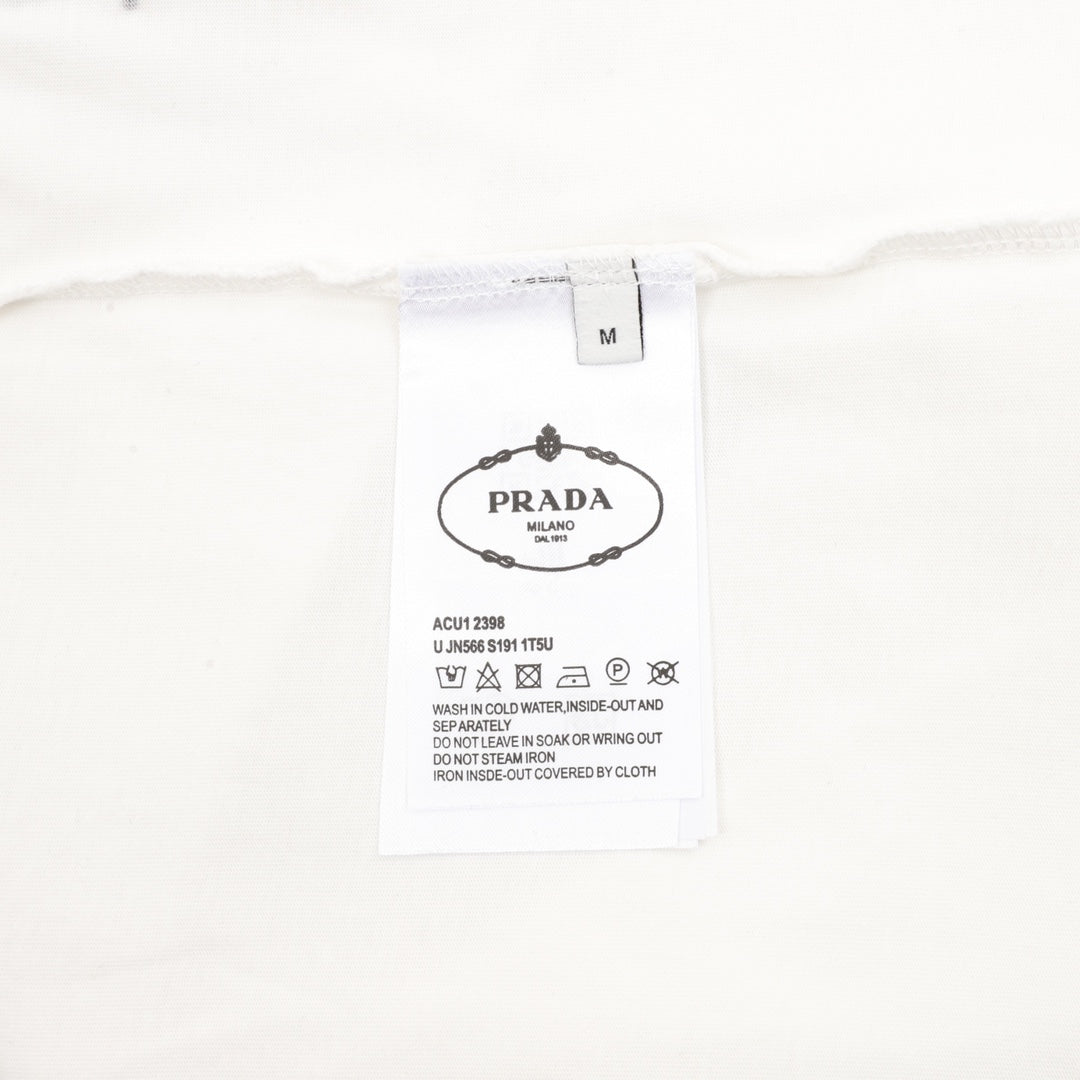 M
PRADA
MILANO
DAL 1913
ACU1 2398
U JN566 S191 1T5U
P
W
WASH IN COLD WATER,INSIDE-OUT AND
SEP ARATELY
DO NOT LEAVE IN SOAK OR WRING OUT
DO NOT STEAM IRON
IRON INSDE-OUT COVERED BY CLOTH